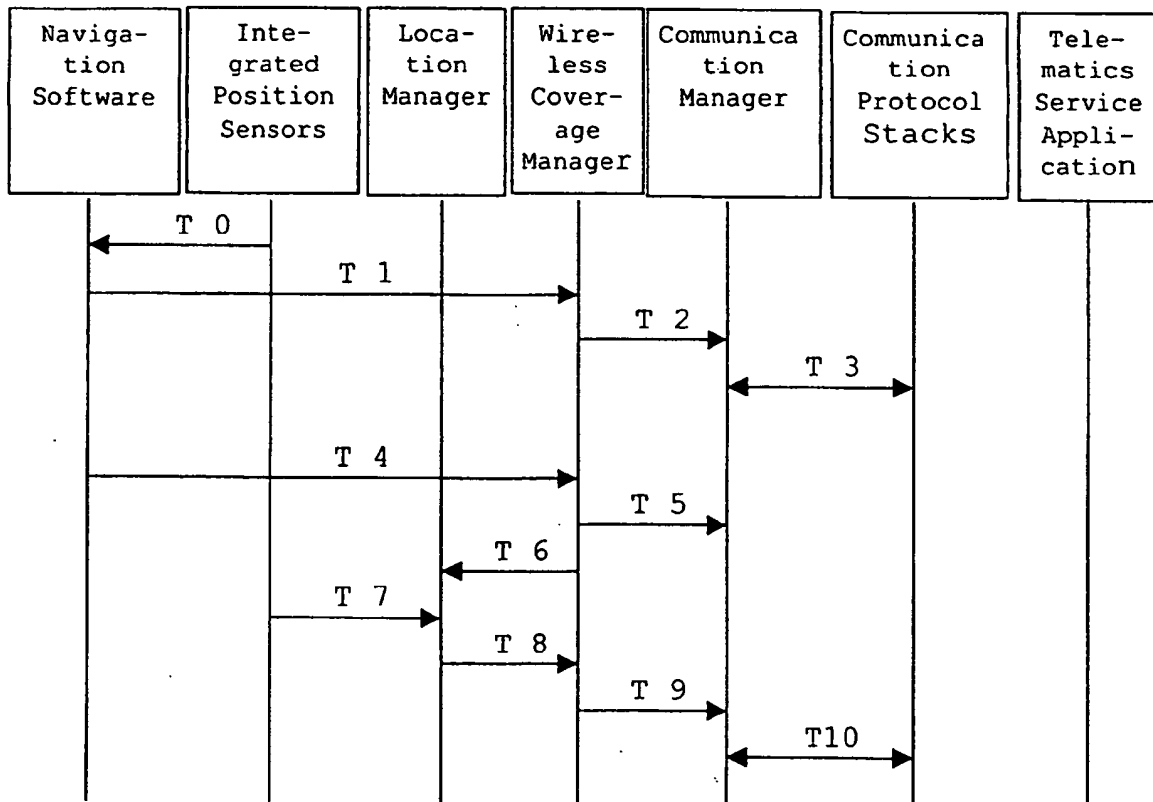 Naviga-
tion
Software
Inte-
grated
Position
Sensors
Loca-
tion
Manager
Wire-
less
Cover-
age
Manager
Communica
tion
Manager
Communica
tion
Protocol
Stacks
Tele-
matics
Service
Appli-
cation
T 0
T 1
T 2
T 3
T 4
T 5
T 6
T 7
T 8
T 9
T10